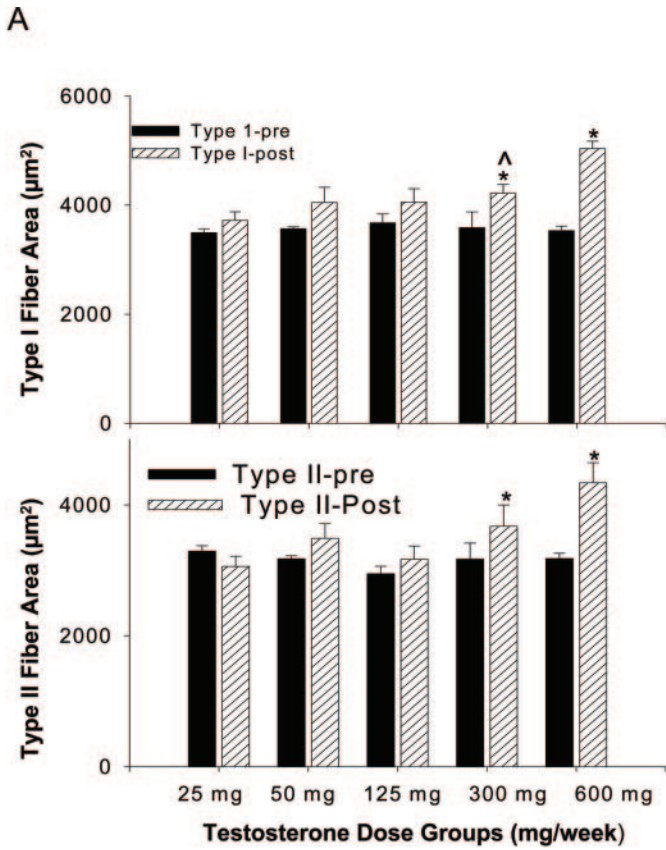 A
6000
4000
2000
0
Type I Fiber Area (µm²)
Type 1-pre
Type I-post
^
*
*
4000
2000
0
Type II Fiber Area (µm²)
Type II-pre
Type II-Post
*
*
25 mg 50 mg 125 mg 300 mg 600 mg
Testosterone Dose Groups (mg/week)